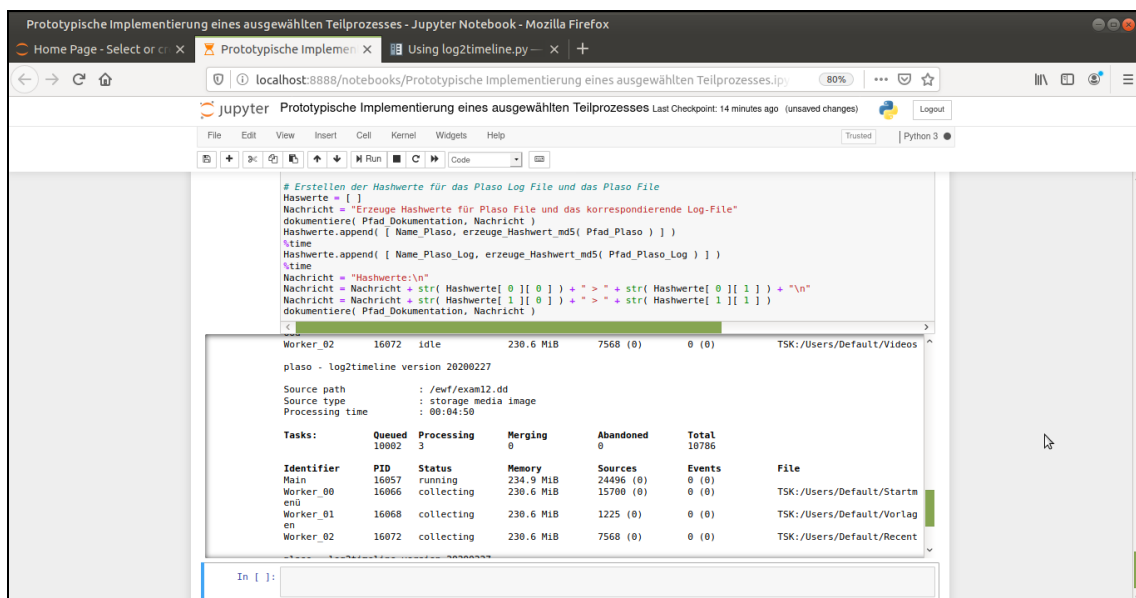 Prototypische Implementierung eines ausgewählten Teilprozesses - Jupyter Notebook - Mozilla Firefox
Home Page - Select or cr
Prototypische Implemen
Using log2timeline.py —
localhost:8888/notebooks/Prototypische Implementierung eines ausgewählten Teilprozesses.ipy 80%
jupyter Prototypische Implementierung eines ausgewählten Teilprozesses Last Checkpoint: 14 minutes ago (unsaved changes) Logout
File Edit View Insert Cell Kernel Widgets Help Trusted Python 3
Run Code
# Erstellen der Hashwerte für das Plaso Log File und das Plaso File
Haswerte = [ ]
Nachricht = "Erzeuge Hashwerte für Plaso File und das korrespondierende Log-File"
dokumentiere( Pfad_Dokumentation, Nachricht )
Hashwerte.append( [ Name_Plaso, erzeuge_Hashwert_md5( Pfad_Plaso ) ] )
%time
Hashwerte.append( [ Name_Plaso_Log, erzeuge_Hashwert_md5( Pfad_Plaso_Log ) ] )
%time
Nachricht = "Hashwerte:\n"
Nachricht = Nachricht + str( Hashwerte[ 0 ][ 0 ] ) + " > " + str( Hashwerte[ 0 ][ 1 ] ) + "\n"
Nachricht = Nachricht + str( Hashwerte[ 1 ][ 0 ] ) + " > " + str( Hashwerte[ 1 ][ 1 ] )
dokumentiere( Pfad_Dokumentation, Nachricht )
Worker_02 16072 idle 230.6 MiB 7568 (0) 0 (0) TSK:/Users/Default/Videos
plaso - log2timeline version 20200227
Source path : /ewf/exam12.dd
Source type : storage media image
Processing time : 00:04:50
Tasks: Queued Processing Merging Abandoned Total
10002 3 0 0 10786
Identifier PID Status Memory Sources Events File
Main 16057 running 234.9 MiB 24496 (0) 0 (0)
Worker_00 16066 collecting 230.6 MiB 15700 (0) 0 (0) TSK:/Users/Default/Startm
enü
Worker_01 16068 collecting 230.6 MiB 1225 (0) 0 (0) TSK:/Users/Default/Vorlag
en
Worker_02 16072 collecting 230.6 MiB 7568 (0) 0 (0) TSK:/Users/Default/Recent
plaso - log2timeline version 20200227
In [ ]: